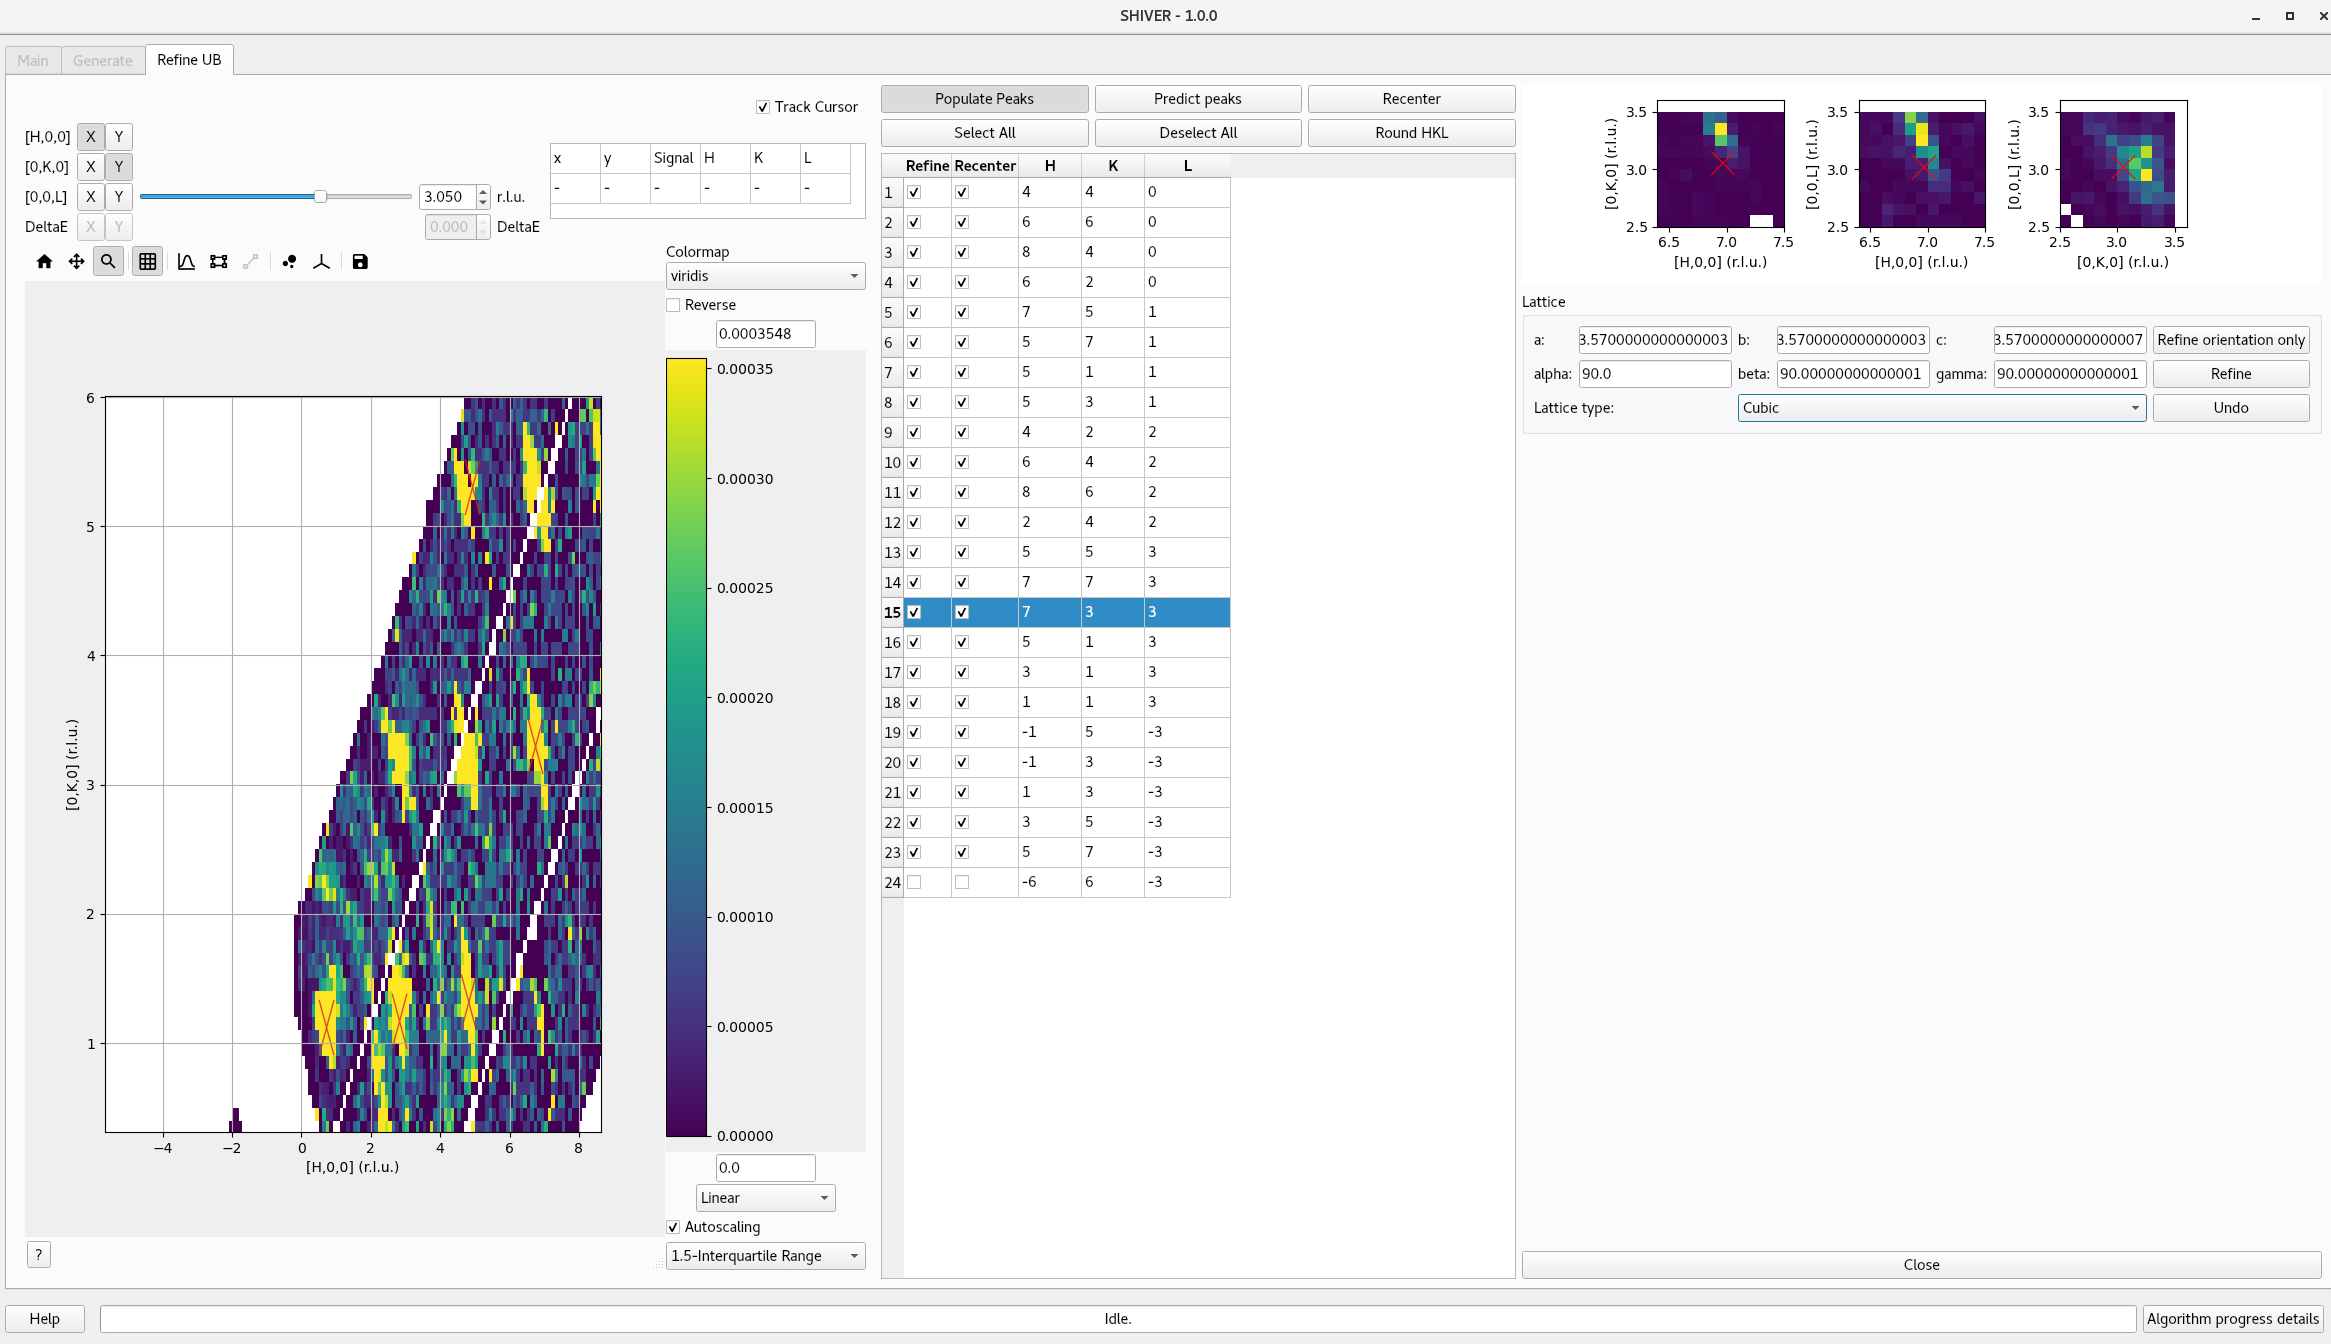 SHIVER - 1.0.0
Main Generate Refine UB
Track Cursor
[H,0,0] X Y
[0,K,0] X Y
[0,0,L] X Y 3.050 r.l.u.
DeltaE X Y 0.000 DeltaE
x y Signal H K L
- - - - - -
Colormap
viridis
Reverse
0.0003548
0.00035
0.00030
0.00025
0.00020
0.00015
0.00010
0.00005
0.00000
0.0
Linear
Autoscaling
1.5-Interquartile Range
6
5
4
3
2
1
[0,K,0] (r.l.u.)
−4 −2 0 2 4 6 8
[H,0,0] (r.l.u.)
?
Populate Peaks Predict peaks Recenter
Select All Deselect All Round HKL
Refine Recenter H K L
1 4 4 0
2 6 6 0
3 8 4 0
4 6 2 0
5 7 5 1
6 5 7 1
7 5 1 1
8 5 3 1
9 4 2 2
10 6 4 2
11 8 6 2
12 2 4 2
13 5 5 3
14 7 7 3
15 7 3 3
16 5 1 3
17 3 1 3
18 1 1 3
19 -1 5 -3
20 -1 3 -3
21 1 3 -3
22 3 5 -3
23 5 7 -3
24 -6 6 -3
3.5
3.0
2.5
[0,K,0] (r.l.u.)
6.5 7.0 7.5
[H,0,0] (r.l.u.)
3.5
3.0
2.5
[0,0,L] (r.l.u.)
6.5 7.0 7.5
[H,0,0] (r.l.u.)
3.5
3.0
2.5
[0,0,L] (r.l.u.)
2.5 3.0 3.5
[0,K,0] (r.l.u.)
Lattice
a: 3.5700000000000003 b: 3.5700000000000003 c: 3.5700000000000007 Refine orientation only
alpha: 90.0 beta: 90.00000000000001 gamma: 90.00000000000001 Refine
Lattice type: Cubic Undo
Close
Help Idle. Algorithm progress details